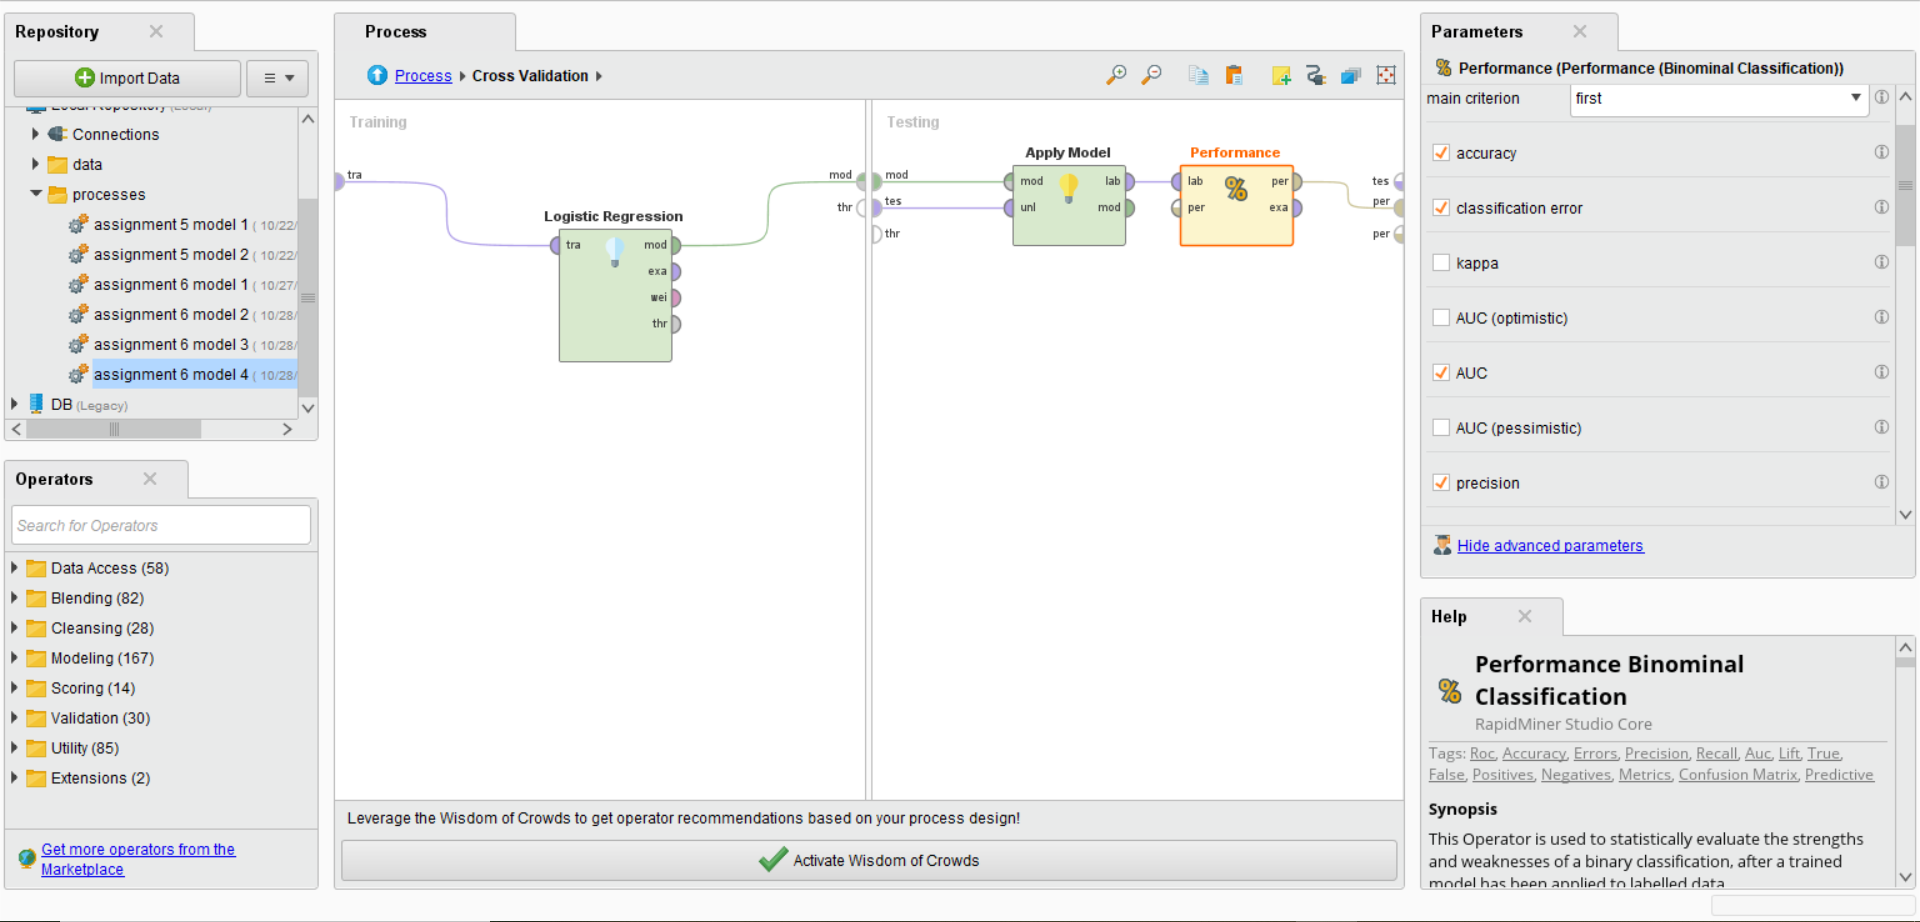 Repository
Import Data
Local Repository (Local)
Connections
data
processes
assignment 5 model 1 ( 10/22/
assignment 5 model 2 ( 10/22/
assignment 6 model 1 ( 10/27/
assignment 6 model 2 ( 10/28/
assignment 6 model 3 ( 10/28/
assignment 6 model 4 ( 10/28/
DB (Legacy)
Operators
Search for Operators
Data Access (58)
Blending (82)
Cleansing (28)
Modeling (167)
Scoring (14)
Validation (30)
Utility (85)
Extensions (2)
Get more operators from the
Marketplace
Process
Process Cross Validation
Training
tra
Logistic Regression
tra
mod
exa
wei
thr
mod
thr
Testing
mod
tes
thr
Apply Model
mod
unl
lab
mod
Performance
lab
per
per
exa
tes
per
per
Leverage the Wisdom of Crowds to get operator recommendations based on your process design!
Activate Wisdom of Crowds
Parameters
% Performance (Performance (Binominal Classification))
main criterion first
accuracy
classification error
kappa
AUC (optimistic)
AUC
AUC (pessimistic)
precision
Hide advanced parameters
Help
% Performance Binominal
Classification
RapidMiner Studio Core
Tags: Roc, Accuracy, Errors, Precision, Recall, Auc, Lift, True,
False, Positives, Negatives, Metrics, Confusion Matrix, Predictive
Synopsis
This Operator is used to statistically evaluate the strengths
and weaknesses of a binary classification, after a trained
model has been applied to labelled data.